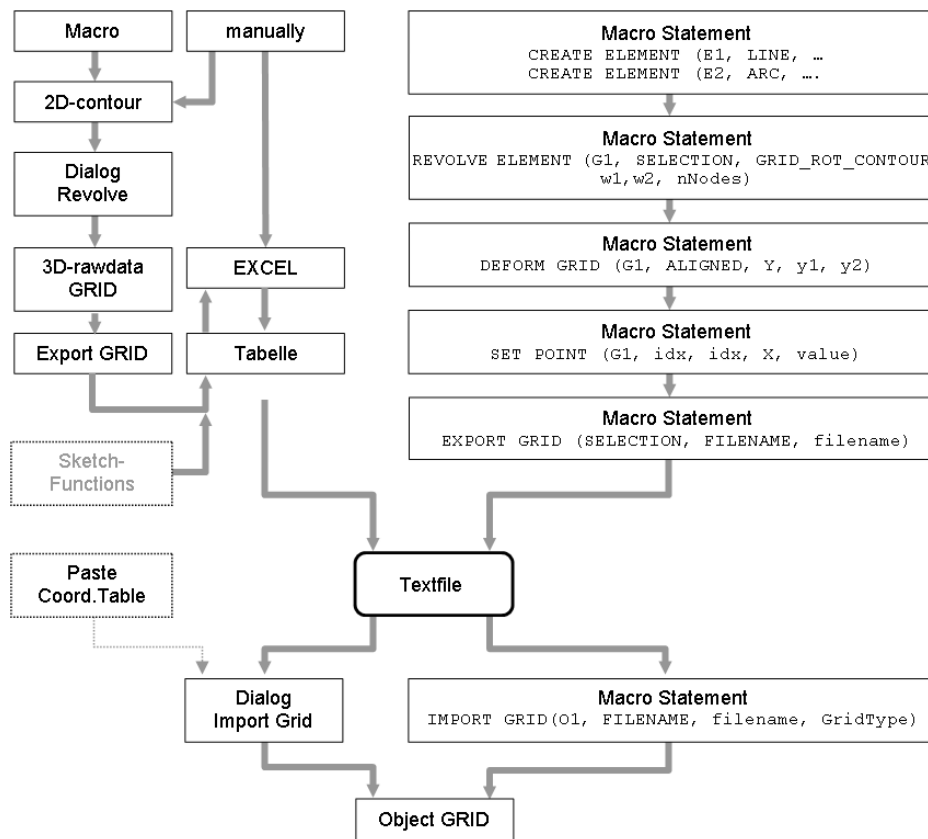 Macro
manually
2D-contour
Dialog
Revolve
3D-rawdata
GRID
EXCEL
Export GRID
Tabelle
Sketch-
Functions
Macro Statement
CREATE ELEMENT (E1, LINE, …
CREATE ELEMENT (E2, ARC, ….
Macro Statement
REVOLVE ELEMENT (G1, SELECTION, GRID_ROT_CONTOUR
w1,w2, nNodes)
Macro Statement
DEFORM GRID (G1, ALIGNED, Y, y1, y2)
Macro Statement
SET POINT (G1, idx, idx, X, value)
Macro Statement
EXPORT GRID (SELECTION, FILENAME, filename)
Textfile
Paste
Coord.Table
Dialog
Import Grid
Macro Statement
IMPORT GRID(O1, FILENAME, filename, GridType)
Object GRID